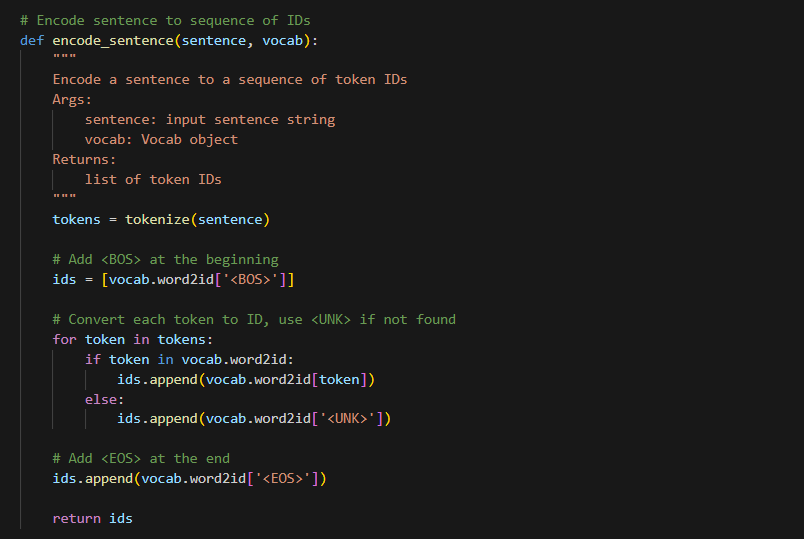 # Encode sentence to sequence of IDs
def encode_sentence(sentence, vocab):
    """
    Encode a sentence to a sequence of token IDs
    Args:
        sentence: input sentence string
        vocab: Vocab object
    Returns:
        list of token IDs
    """
    tokens = tokenize(sentence)

    # Add <BOS> at the beginning
    ids = [vocab.word2id['<BOS>']]

    # Convert each token to ID, use <UNK> if not found
    for token in tokens:
        if token in vocab.word2id:
            ids.append(vocab.word2id[token])
        else:
            ids.append(vocab.word2id['<UNK>'])

    # Add <EOS> at the end
    ids.append(vocab.word2id['<EOS>'])

    return ids